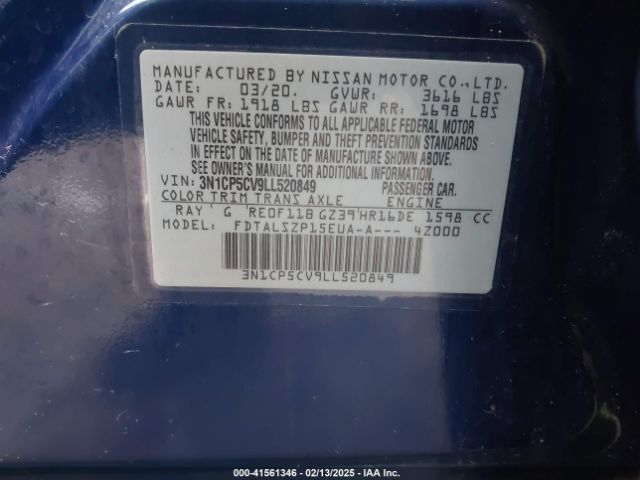 MANUFACTURED BY NISSAN MOTOR CO.,LTD.
DATE: 03/20. GVWR: 3616 LBS
GAWR FR: 1918 LBS GAWR RR: 1698 LBS
THIS VEHICLE CONFORMS TO ALL APPLICABLE FEDERAL MOTOR
VEHICLE SAFETY, BUMPER AND THEFT PREVENTION STANDARDS
IN EFFECT ON THE DATE OF MANUFACTURE SHOWN ABOVE.
SEE OWNER'S MANUAL FOR ADDITIONAL INFORMATION.
VIN: 3N1CP5CV9LL520849 PASSENGER CAR.
COLOR TRIM TRANS AXLE ENGINE
RAY G RE0F11B GZ39 HR16DE 1598 CC
MODEL: FDTALSZP15EUA-A--- 4Z000
3N1CP5CV9LL520849
000-41561346 - 02/13/2025 - IAA Inc.